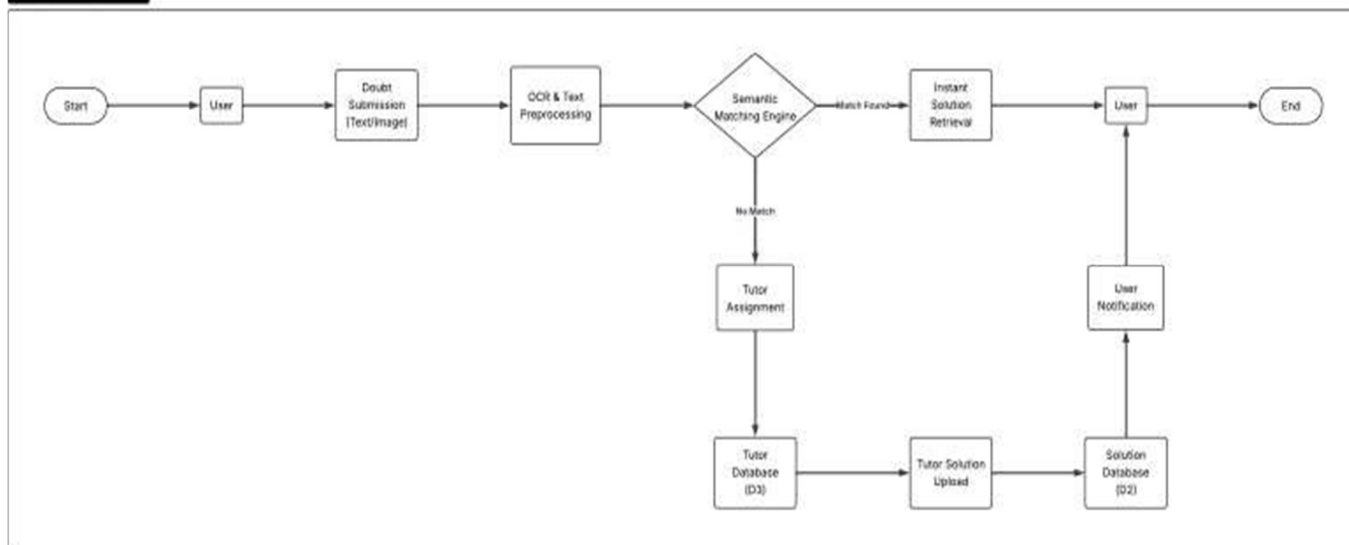 Start
User
Doubt
Submission
(Text/Image)
OCR & Text
Preprocessing
Semantic
Matching Engine
Match Found
Instant
Solution
Retrieval
User
End
No Match
Tutor
Assignment
User
Notification
Tutor
Database
(D3)
Tutor Solution
Upload
Solution
Database
(D2)